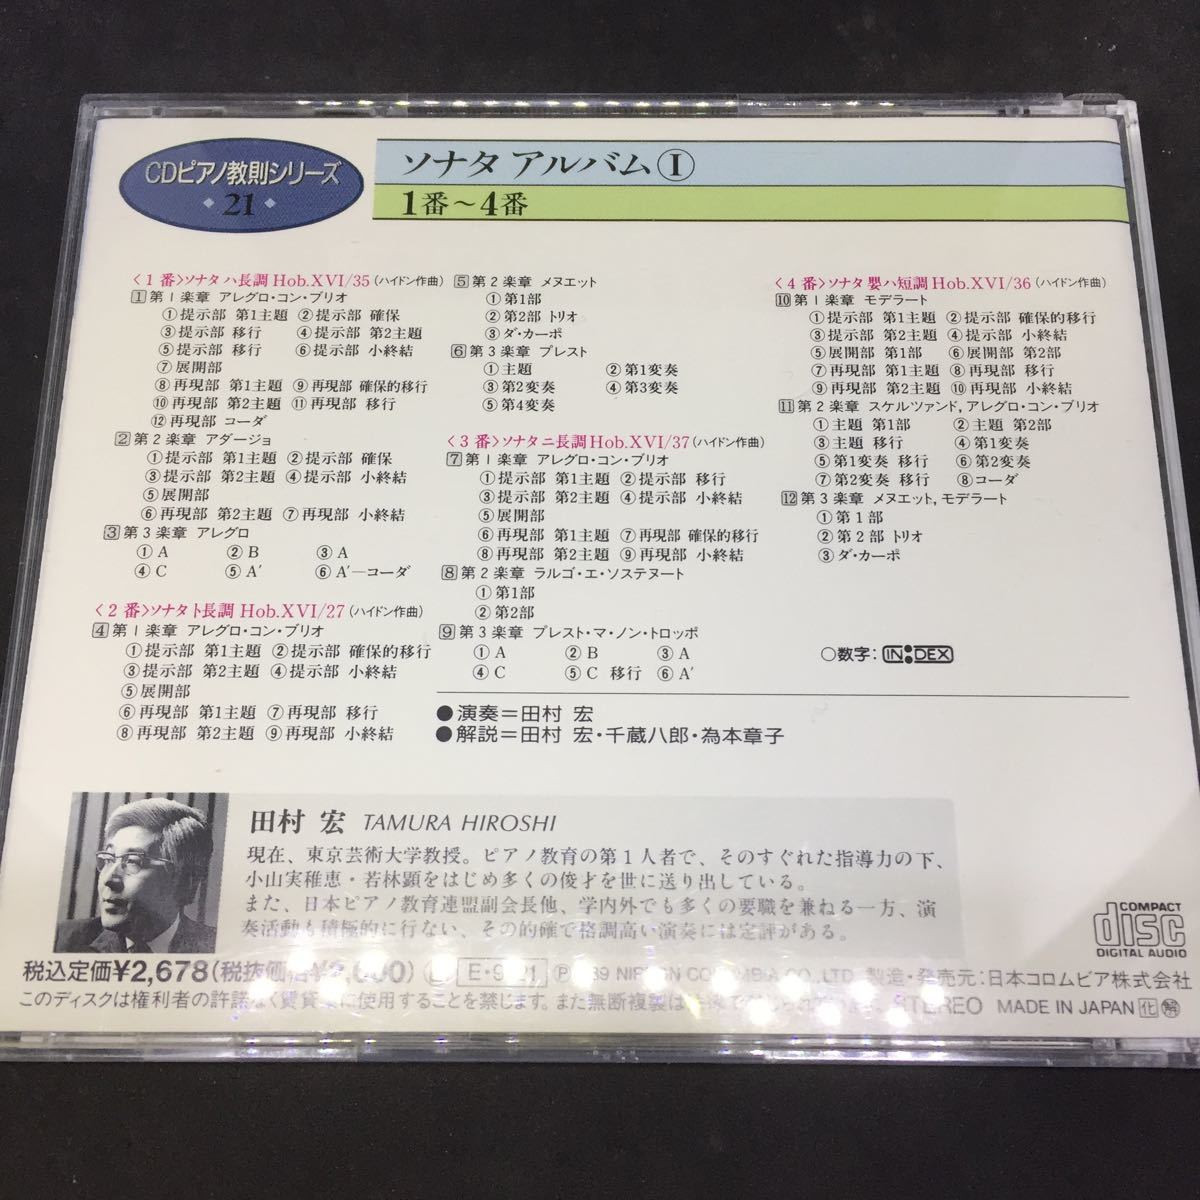 CDピアノ教則シリーズ
21
ソナタ アルバム①
1番～4番
〈1番〉ソナタ ハ長調 Hob.XVI/35(ハイドン作曲)
1 第1楽章 アレグロ・コン・ブリオ
①提示部 第1主題 ②提示部 確保
③提示部 移行 ④提示部 第2主題
⑤提示部 移行 ⑥提示部 小終結
⑦展開部
⑧再現部 第1主題 ⑨再現部 確保的移行
⑩再現部 第2主題 ⑪再現部 移行
⑫再現部 コーダ
2 第2楽章 アダージョ
①提示部 第1主題 ②提示部 確保
③提示部 第2主題 ④提示部 小終結
⑤展開部
⑥再現部 第2主題 ⑦再現部 小終結
3 第3楽章 アレグロ
①A ②B ③A
④C ⑤A′ ⑥A′―コーダ
〈2番〉ソナタ ト長調 Hob.XVI/27(ハイドン作曲)
4 第1楽章 アレグロ・コン・ブリオ
①提示部 第1主題 ②提示部 確保的移行
③提示部 第2主題 ④提示部 小終結
⑤展開部
⑥再現部 第1主題 ⑦再現部 移行
⑧再現部 第2主題 ⑨再現部 小終結
5 第2楽章 メヌエット
①第1部
②第2部 トリオ
③ダ・カーポ
6 第3楽章 プレスト
①主題 ②第1変奏
③第2変奏 ④第3変奏
⑤第4変奏
〈3番〉ソナタ ニ長調 Hob.XVI/37(ハイドン作曲)
7 第1楽章 アレグロ・コン・ブリオ
①提示部 第1主題 ②提示部 移行
③提示部 第2主題 ④提示部 小終結
⑤展開部
⑥再現部 第1主題 ⑦再現部 確保的移行
⑧再現部 第2主題 ⑨再現部 小終結
8 第2楽章 ラルゴ・エ・ソステヌート
①第1部
②第2部
9 第3楽章 プレスト・マ・ノン・トロッポ
①A ②B ③A
④C ⑤C 移行 ⑥A′
〈4番〉ソナタ 嬰ハ短調 Hob.XVI/36(ハイドン作曲)
10 第1楽章 モデラート
①提示部 第1主題 ②提示部 確保的移行
③提示部 第2主題 ④提示部 小終結
⑤展開部 第1部 ⑥展開部 第2部
⑦再現部 第1主題 ⑧再現部 移行
⑨再現部 第2主題 ⑩再現部 小終結
11 第2楽章 スケルツァンド,アレグロ・コン・ブリオ
①主題 第1部 ②主題 第2部
③主題 移行 ④第1変奏
⑤第1変奏 移行 ⑥第2変奏
⑦第2変奏 移行 ⑧コーダ
12 第3楽章 メヌエット,モデラート
①第1部
②第2部 トリオ
③ダ・カーポ
○数字: INDEX
●演奏=田村 宏
●解説=田村 宏・千蔵八郎・為本章子
田村 宏 TAMURA HIROSHI
現在、東京芸術大学教授。ピアノ教育の第1人者で、そのすぐれた指導力の下、
小山実稚恵・若林顕をはじめ多くの俊才を世に送り出している。
また、日本ピアノ教育連盟副会長他、学内外でも多くの要職を兼ねる一方、演
奏活動も積極的に行ない、その的確で格調高い演奏には定評がある。
COMPACT
disc
DIGITAL AUDIO
税込定価¥2,678(税抜価格¥2,600) NIPPON COLUMBIA CO.,LTD. 製造・発売元:日本コロムビア株式会社
このディスクは権利者の許諾なく賃貸業に使用することを禁じます。また無断複製は STEREO MADE IN JAPAN 化 解